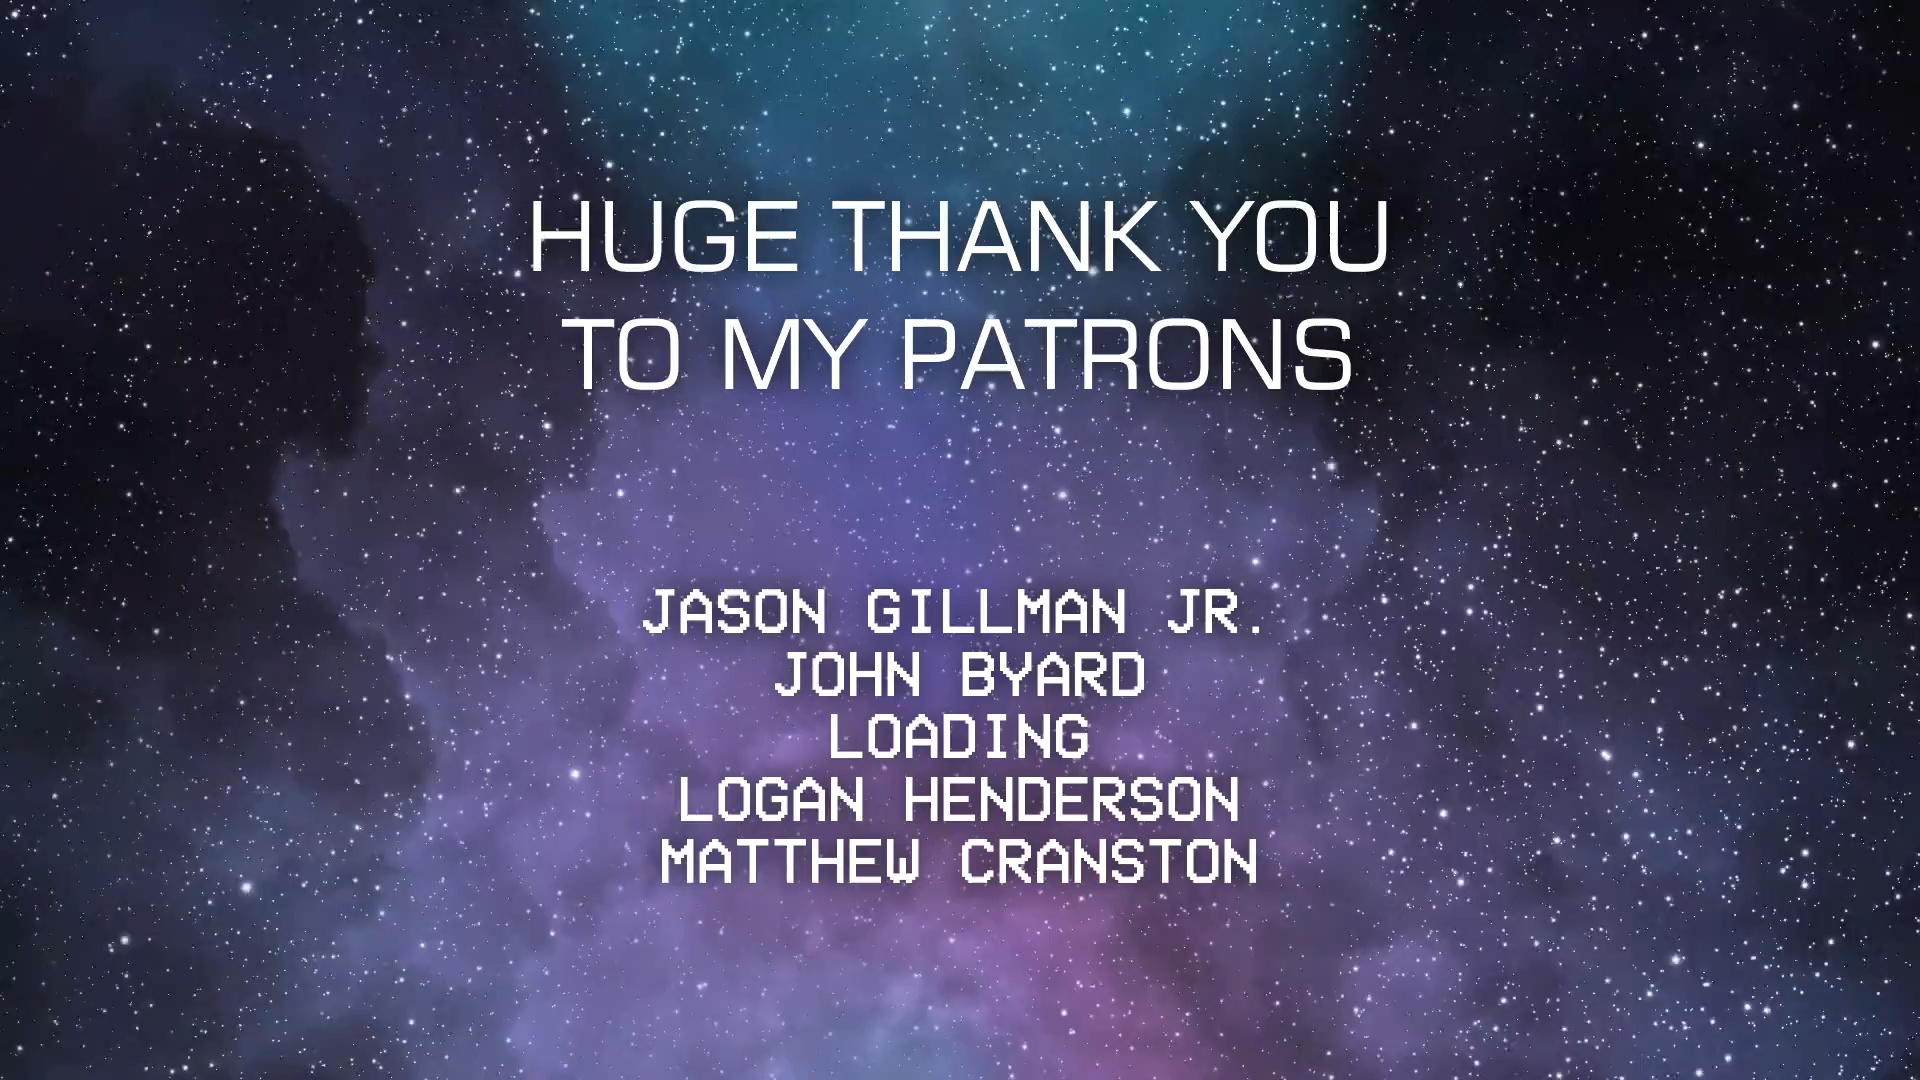 HUGE THANK YOU
TO MY PATRONS
JASON GILLMAN JR.
JOHN BYARD
LOADING
LOGAN HENDERSON
MATTHEW CRANSTON